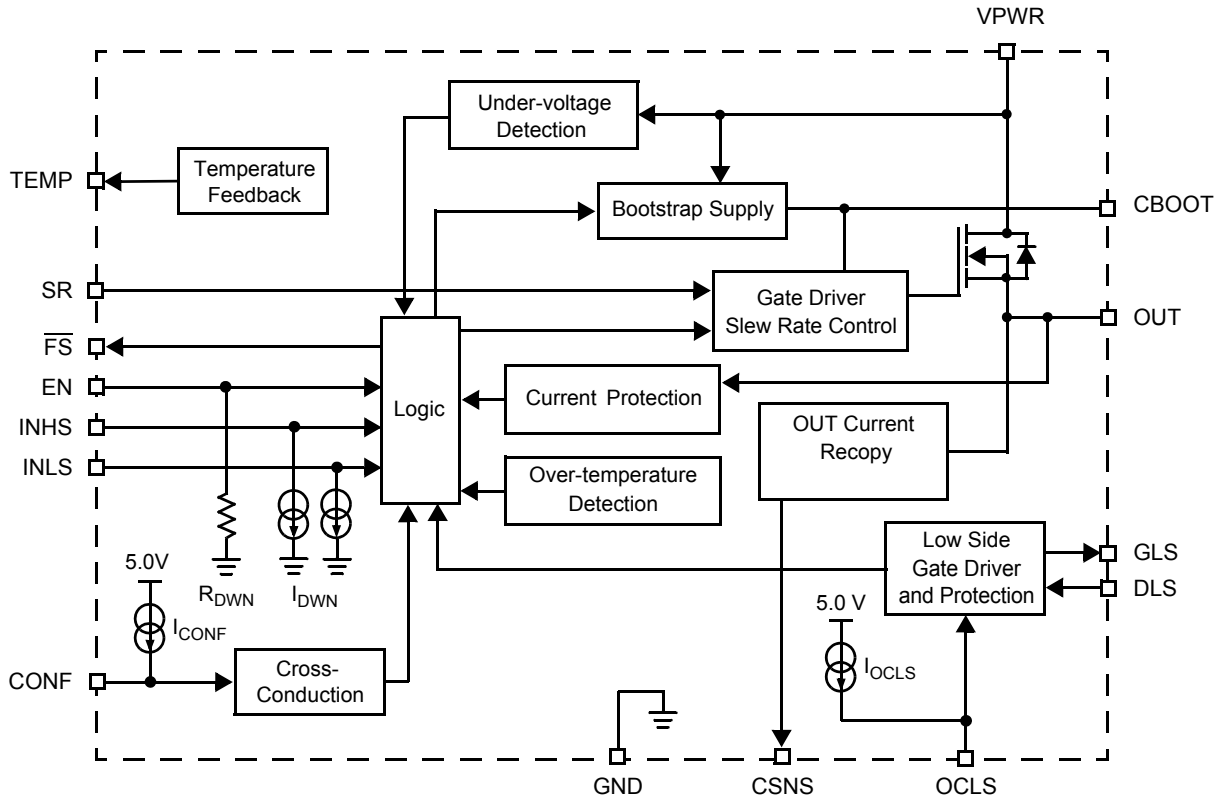 VPWR
Under-voltage
Detection
TEMP
Temperature
Feedback
Bootstrap Supply
CBOOT
SR
Gate Driver
Slew Rate Control
FS
OUT
EN
Logic
Current Protection
INHS
OUT Current
Recopy
INLS
Over-temperature
Detection
Low Side
Gate Driver
and Protection
GLS
DLS
5.0V
RDWN
IDWN
5.0 V
ICONF
CONF
Cross-
Conduction
IOCLS
GND
CSNS
OCLS